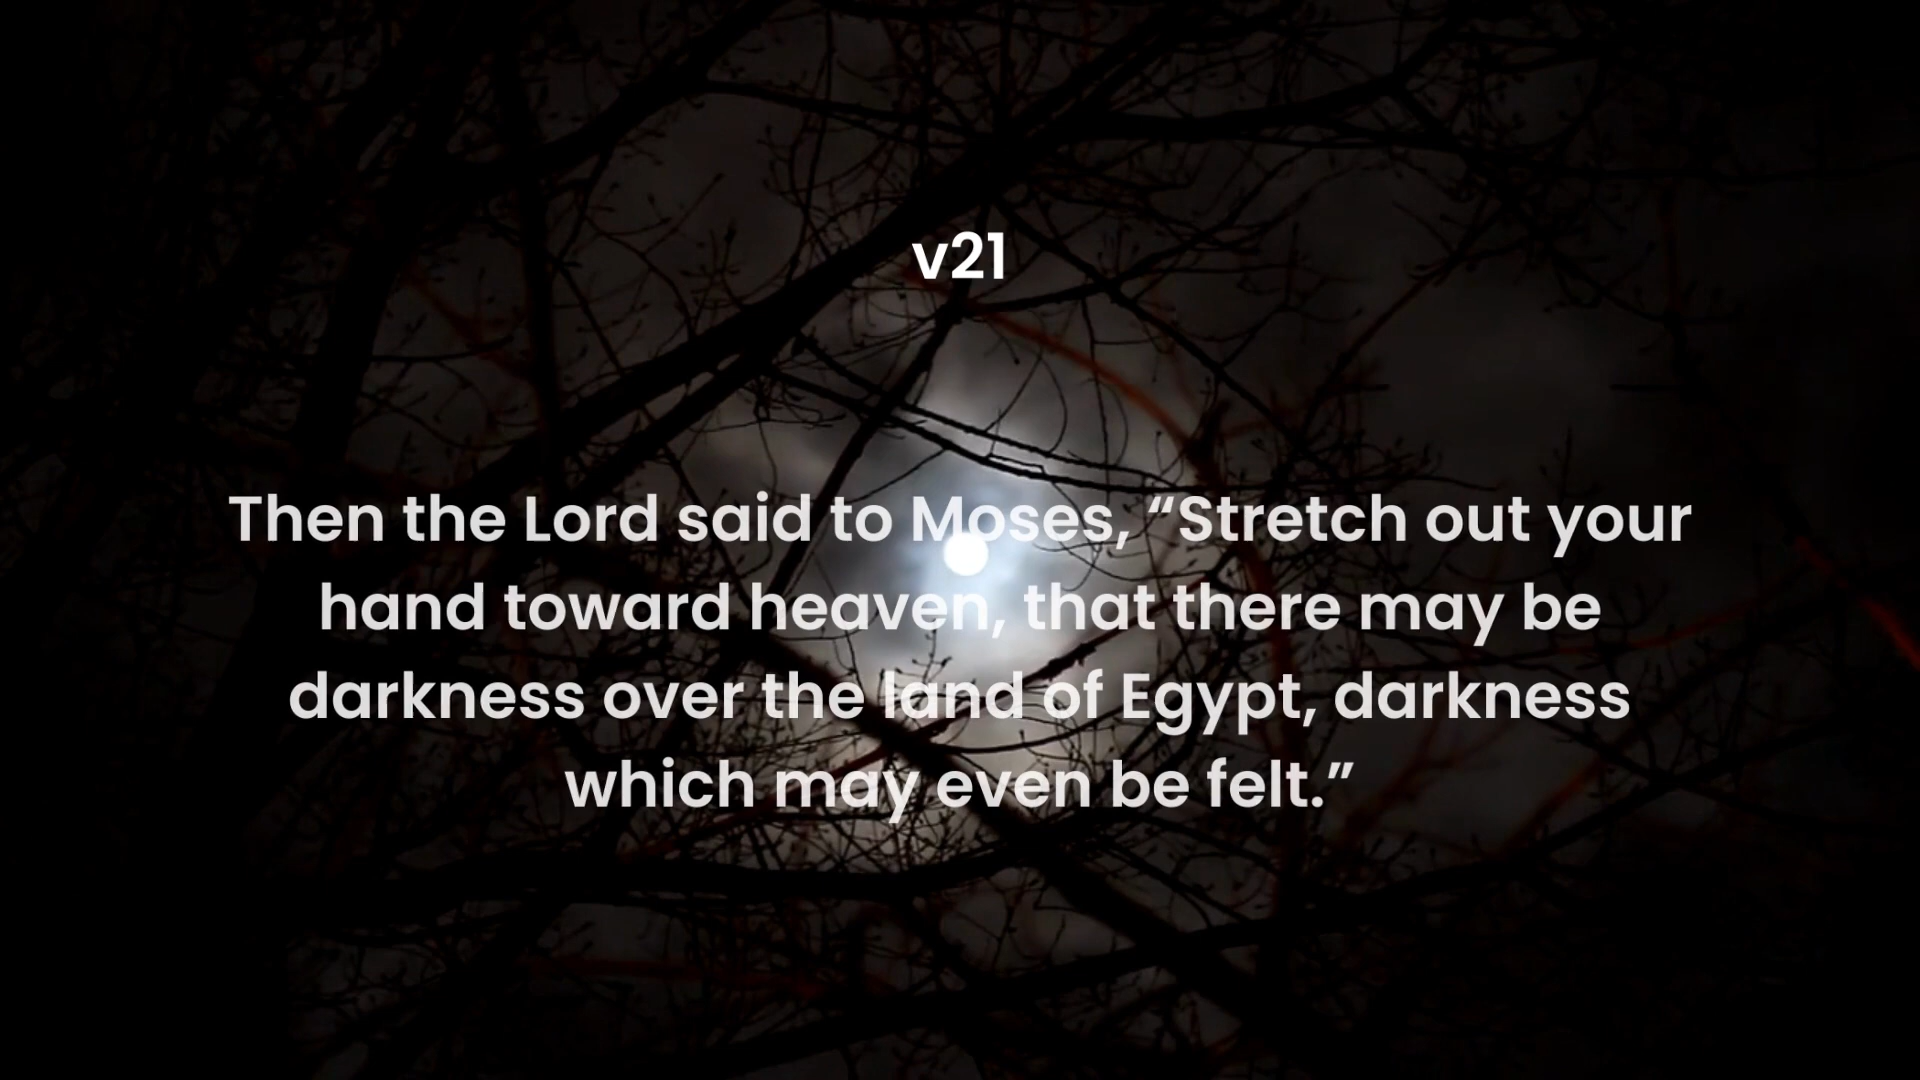 v21
Then the Lord said to Moses, “Stretch out your
hand toward heaven, that there may be
darkness over the land of Egypt, darkness
which may even be felt.”